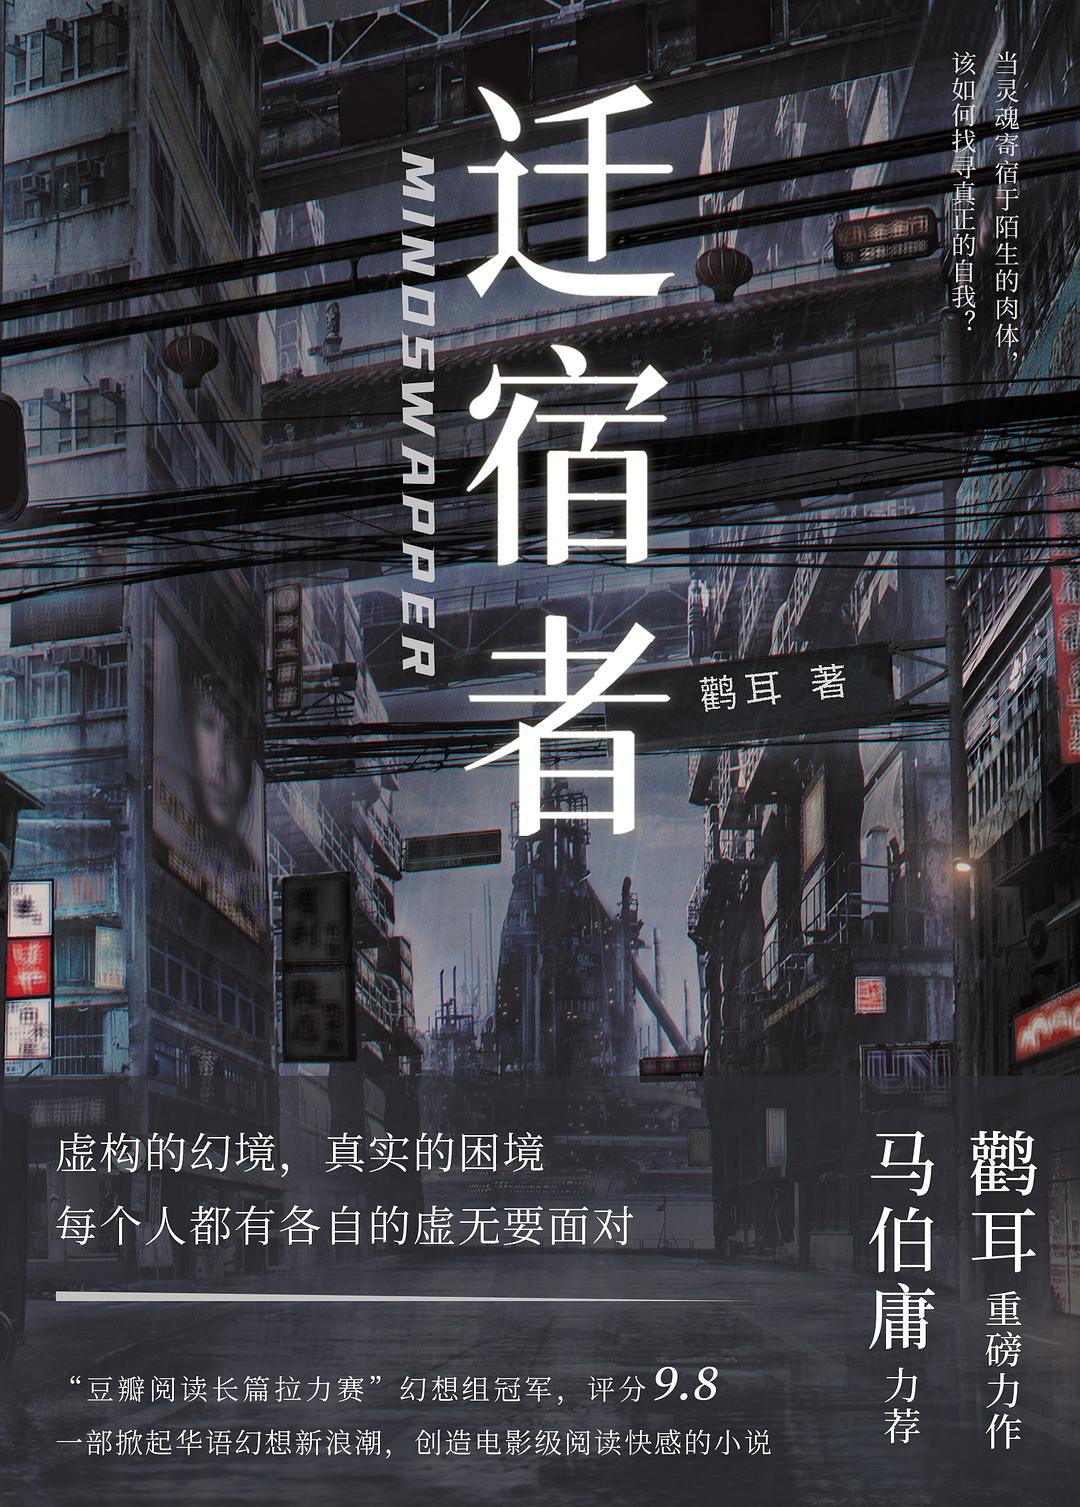 当灵魂寄宿于陌生的肉体，
该如何找寻真正的自我？
迁宿者
MINDSWAPPER
鹳耳 著
虚构的幻境，真实的困境
每个人都有各自的虚无要面对
鹳耳 重磅力作
马伯庸 力荐
“豆瓣阅读长篇拉力赛”幻想组冠军，评分9.8
一部掀起华语幻想新浪潮，创造电影级阅读快感的小说